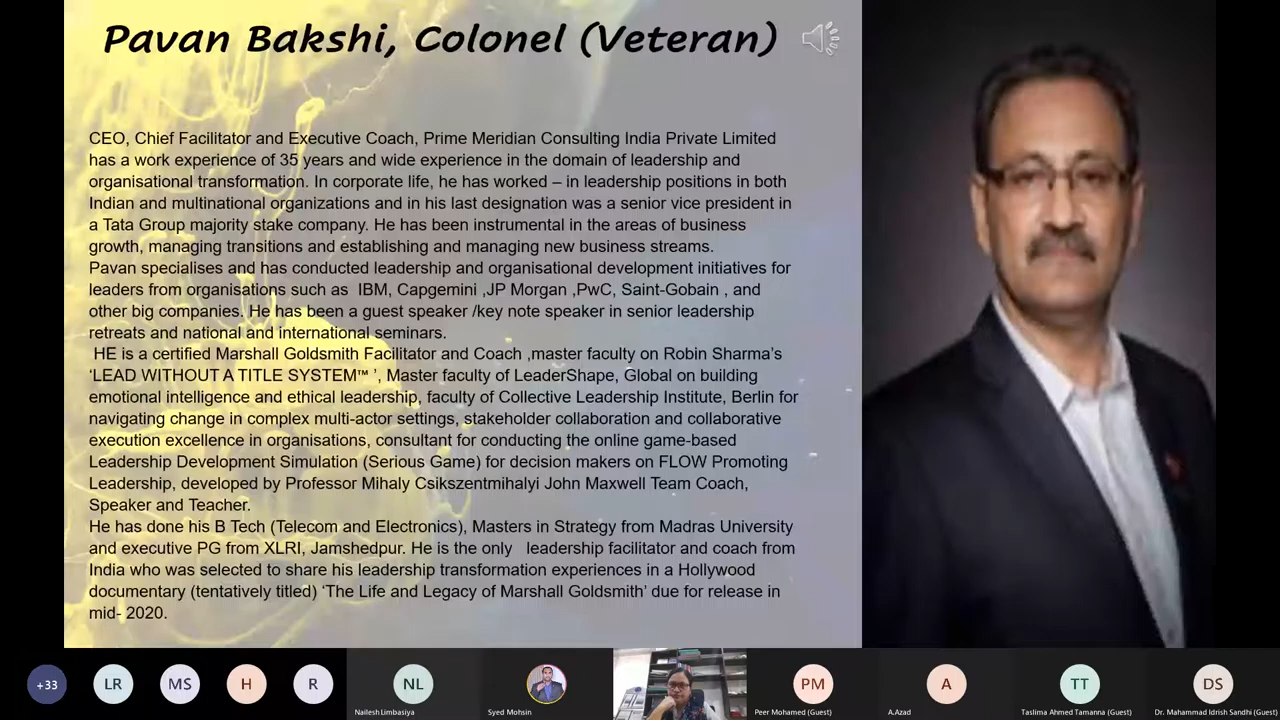 Pavan Bakshi, Colonel (Veteran)
CEO, Chief Facilitator and Executive Coach, Prime Meridian Consulting India Private Limited
has a work experience of 35 years and wide experience in the domain of leadership and
organisational transformation. In corporate life, he has worked – in leadership positions in both
Indian and multinational organizations and in his last designation was a senior vice president in
a Tata Group majority stake company. He has been instrumental in the areas of business
growth, managing transitions and establishing and managing new business streams.
Pavan specialises and has conducted leadership and organisational development initiatives for
leaders from organisations such as  IBM, Capgemini ,JP Morgan ,PwC, Saint-Gobain , and
other big companies. He has been a guest speaker /key note speaker in senior leadership
retreats and national and international seminars.
HE is a certified Marshall Goldsmith Facilitator and Coach ,master faculty on Robin Sharma’s
‘LEAD WITHOUT A TITLE SYSTEM™ ’, Master faculty of LeaderShape, Global on building
emotional intelligence and ethical leadership, faculty of Collective Leadership Institute, Berlin for
navigating change in complex multi-actor settings, stakeholder collaboration and collaborative
execution excellence in organisations, consultant for conducting the online game-based
Leadership Development Simulation (Serious Game) for decision makers on FLOW Promoting
Leadership, developed by Professor Mihaly Csikszentmihalyi John Maxwell Team Coach,
Speaker and Teacher.
He has done his B Tech (Telecom and Electronics), Masters in Strategy from Madras University
and executive PG from XLRI, Jamshedpur. He is the only   leadership facilitator and coach from
India who was selected to share his leadership transformation experiences in a Hollywood
documentary (tentatively titled) ‘The Life and Legacy of Marshall Goldsmith’ due for release in
mid- 2020.
+33 LR MS H R NL PM A TT DS
Nailesh Limbasiya Syed Mohsin Peer Mohamed (Guest) A.Azad Taslima Ahmed Tamanna (Guest) Dr. Mahammad Idrish Sandhi (Guest)